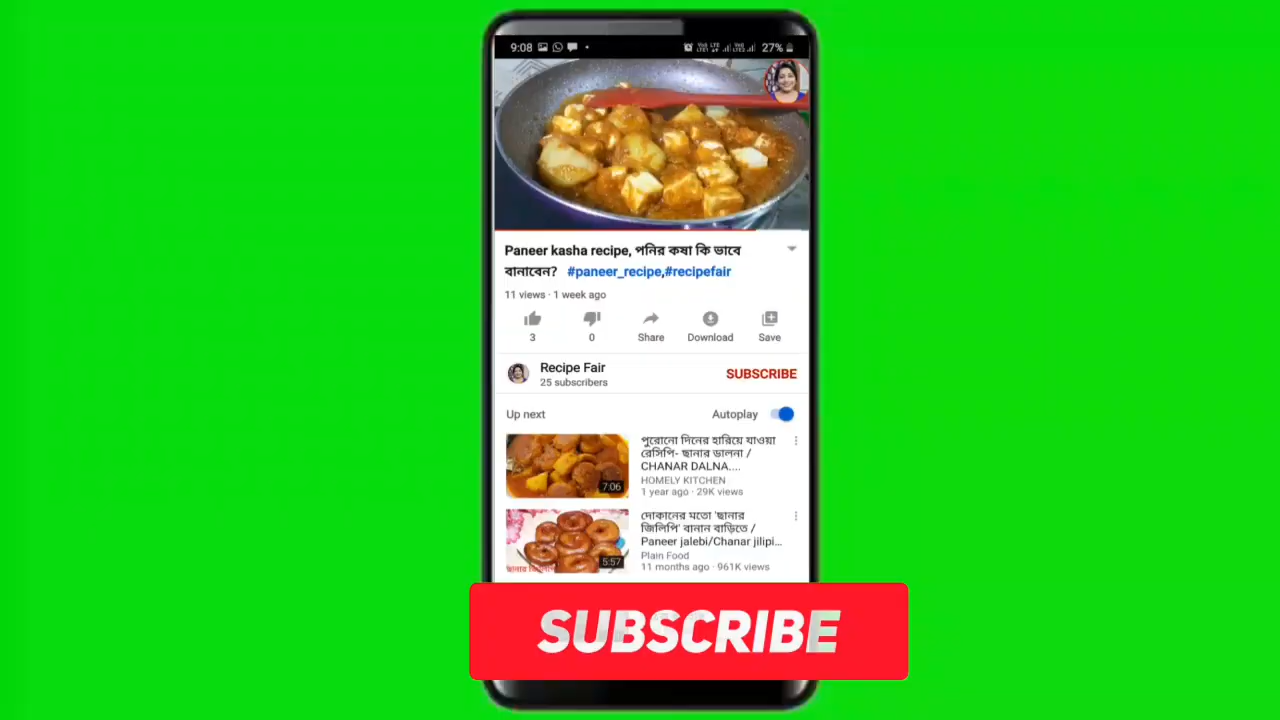 9:08
27%
Paneer kasha recipe, পনির কষা কি ভাবে
বানাবেন? #paneer_recipe,#recipefair
11 views · 1 week ago
3 0 Share Download Save
Recipe Fair
25 subscribers
SUBSCRIBE
Up next
Autoplay
পুরোনো দিনের হারিয়ে যাওয়া
রেসিপি- ছানার ডালনা /
CHANAR DALNA....
HOMELY KITCHEN
1 year ago · 29K views
7:06
দোকানের মতো 'ছানার
জিলিপি' বানান বাড়িতে /
Paneer jalebi/Chanar jilipi...
Plain Food
11 months ago · 961K views
5:57
SUBSCRIBE